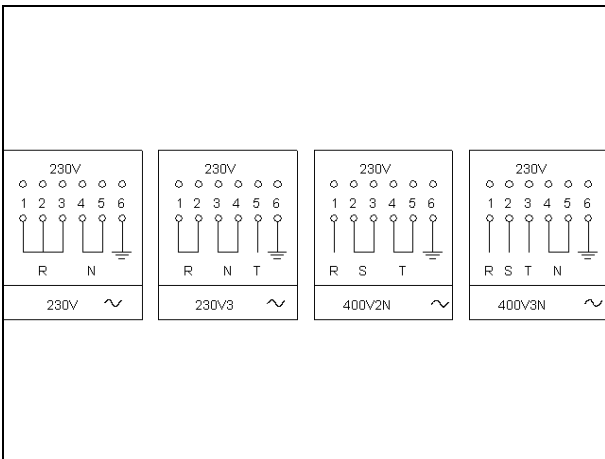 230V
1 2 3 4 5 6
R N
230V
230V
1 2 3 4 5 6
R N T
230V3
230V
1 2 3 4 5 6
R S T
400V2N
230V
1 2 3 4 5 6
R S T N
400V3N